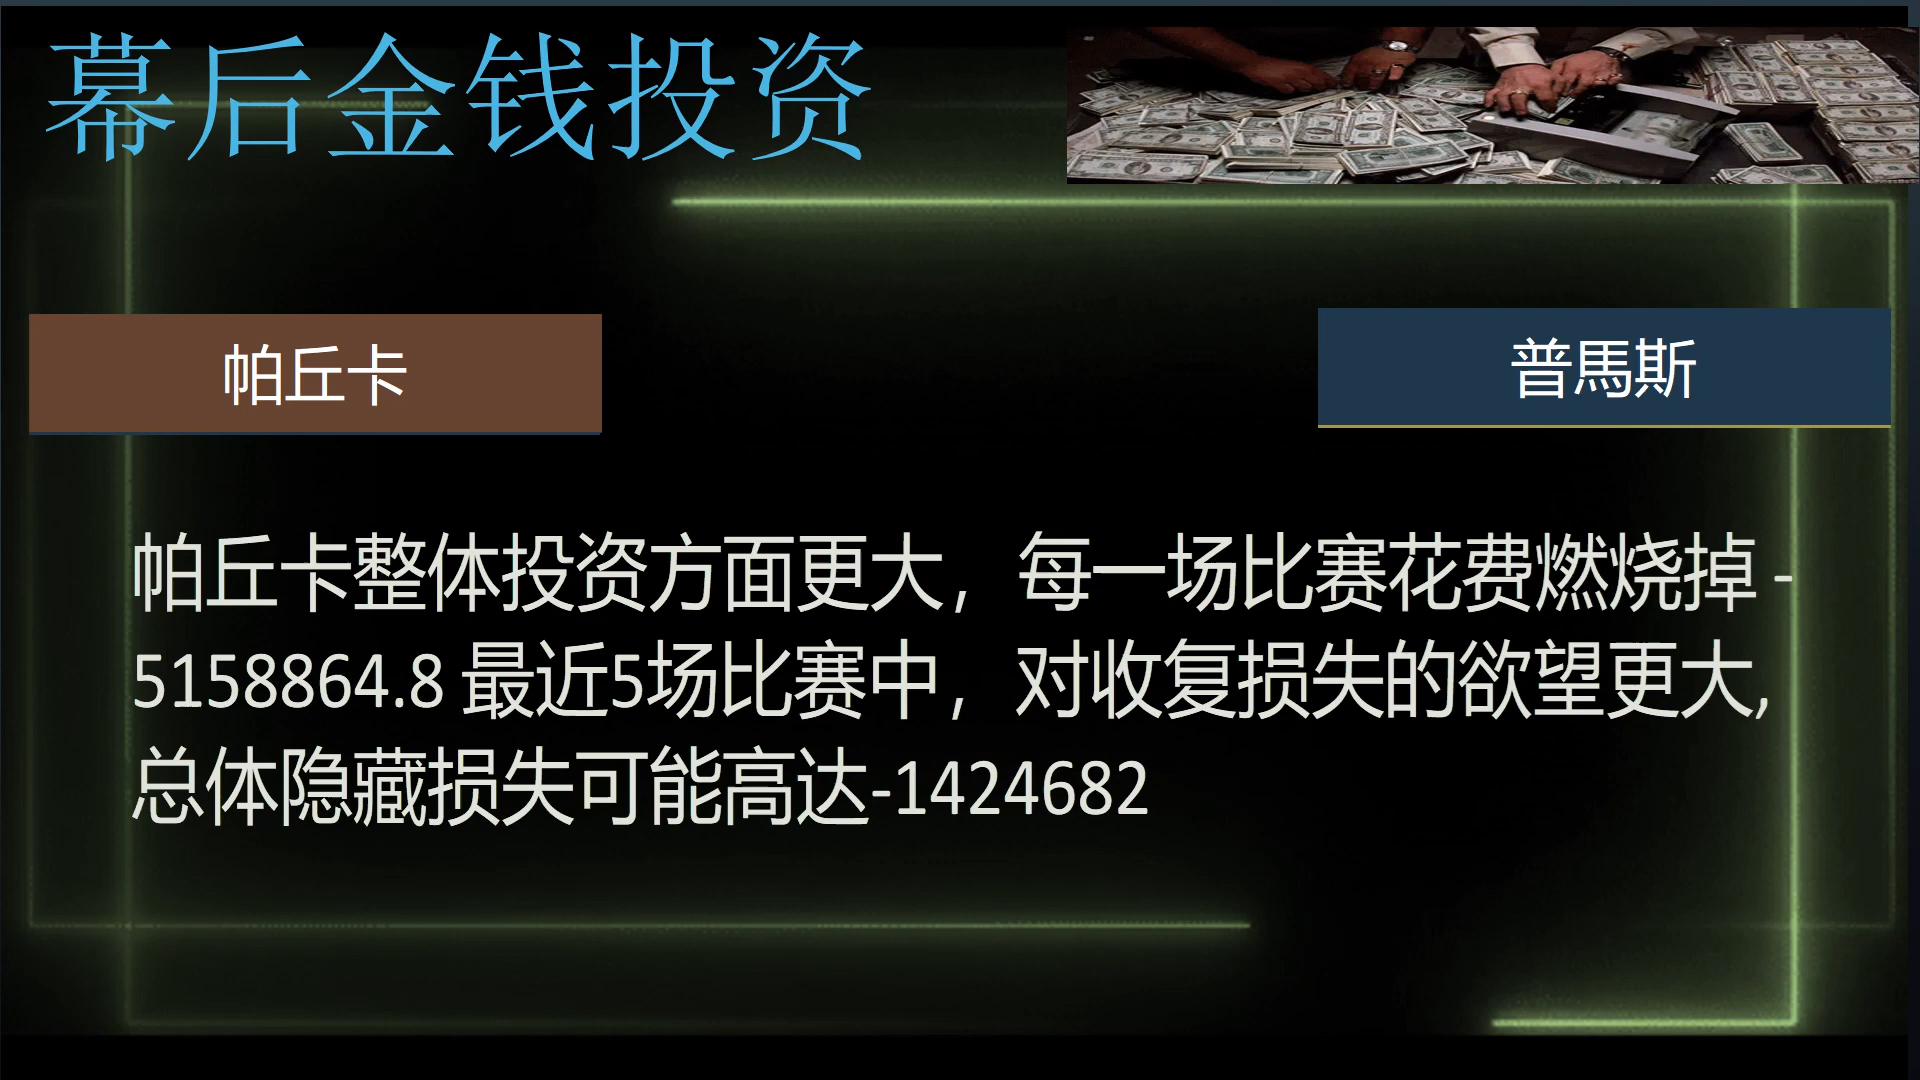 幕后金钱投资
帕丘卡
普馬斯
帕丘卡整体投资方面更大，每一场比赛花费燃烧掉 -
5158864.8 最近5场比赛中，对收复损失的欲望更大,
总体隐藏损失可能高达-1424682